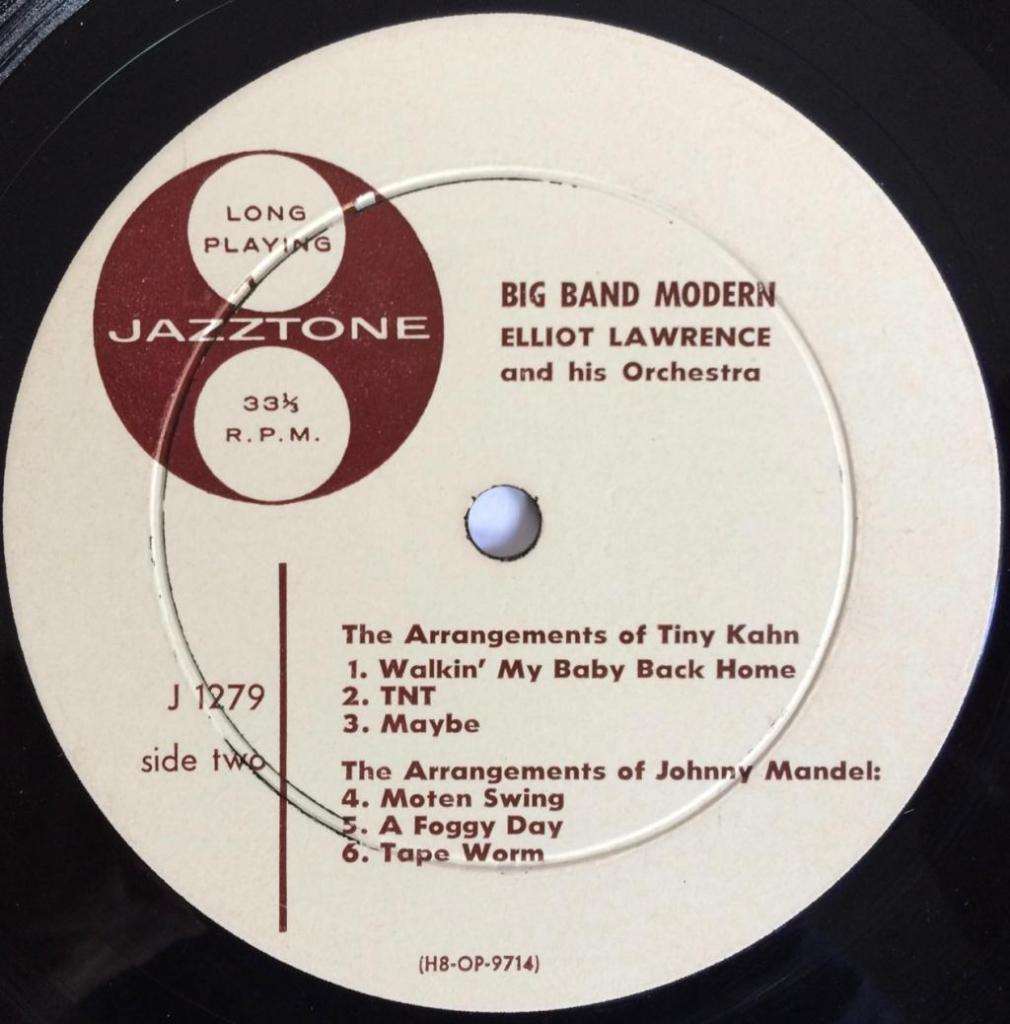 LONG
PLAYING
JAZZTONE
33⅓
R.P.M.
BIG BAND MODERN
ELLIOT LAWRENCE
and his Orchestra
J 1279
side two
The Arrangements of Tiny Kahn
1. Walkin' My Baby Back Home
2. TNT
3. Maybe
The Arrangements of Johnny Mandel:
4. Moten Swing
5. A Foggy Day
6. Tape Worm
(H8-OP-9714)